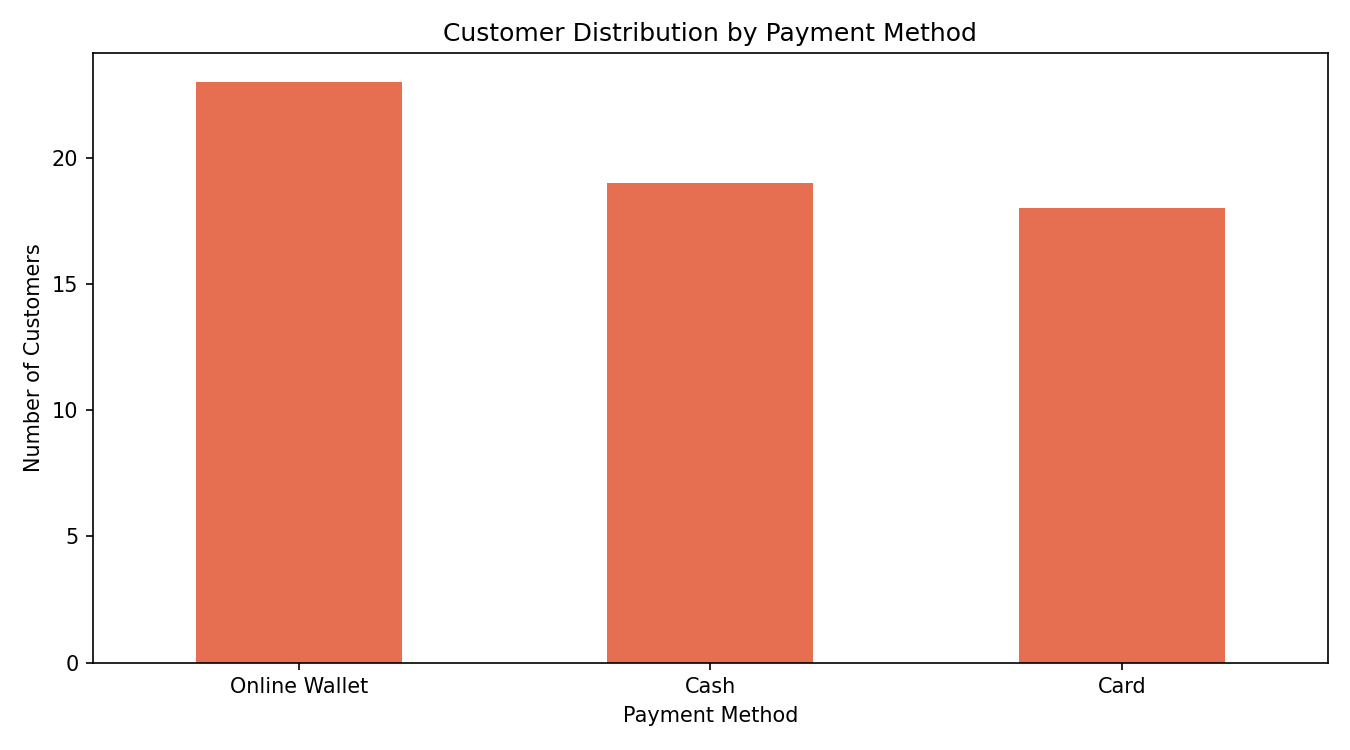 Customer Distribution by Payment Method
Number of Customers
20
15
10
5
0
Online Wallet Cash Card
Payment Method